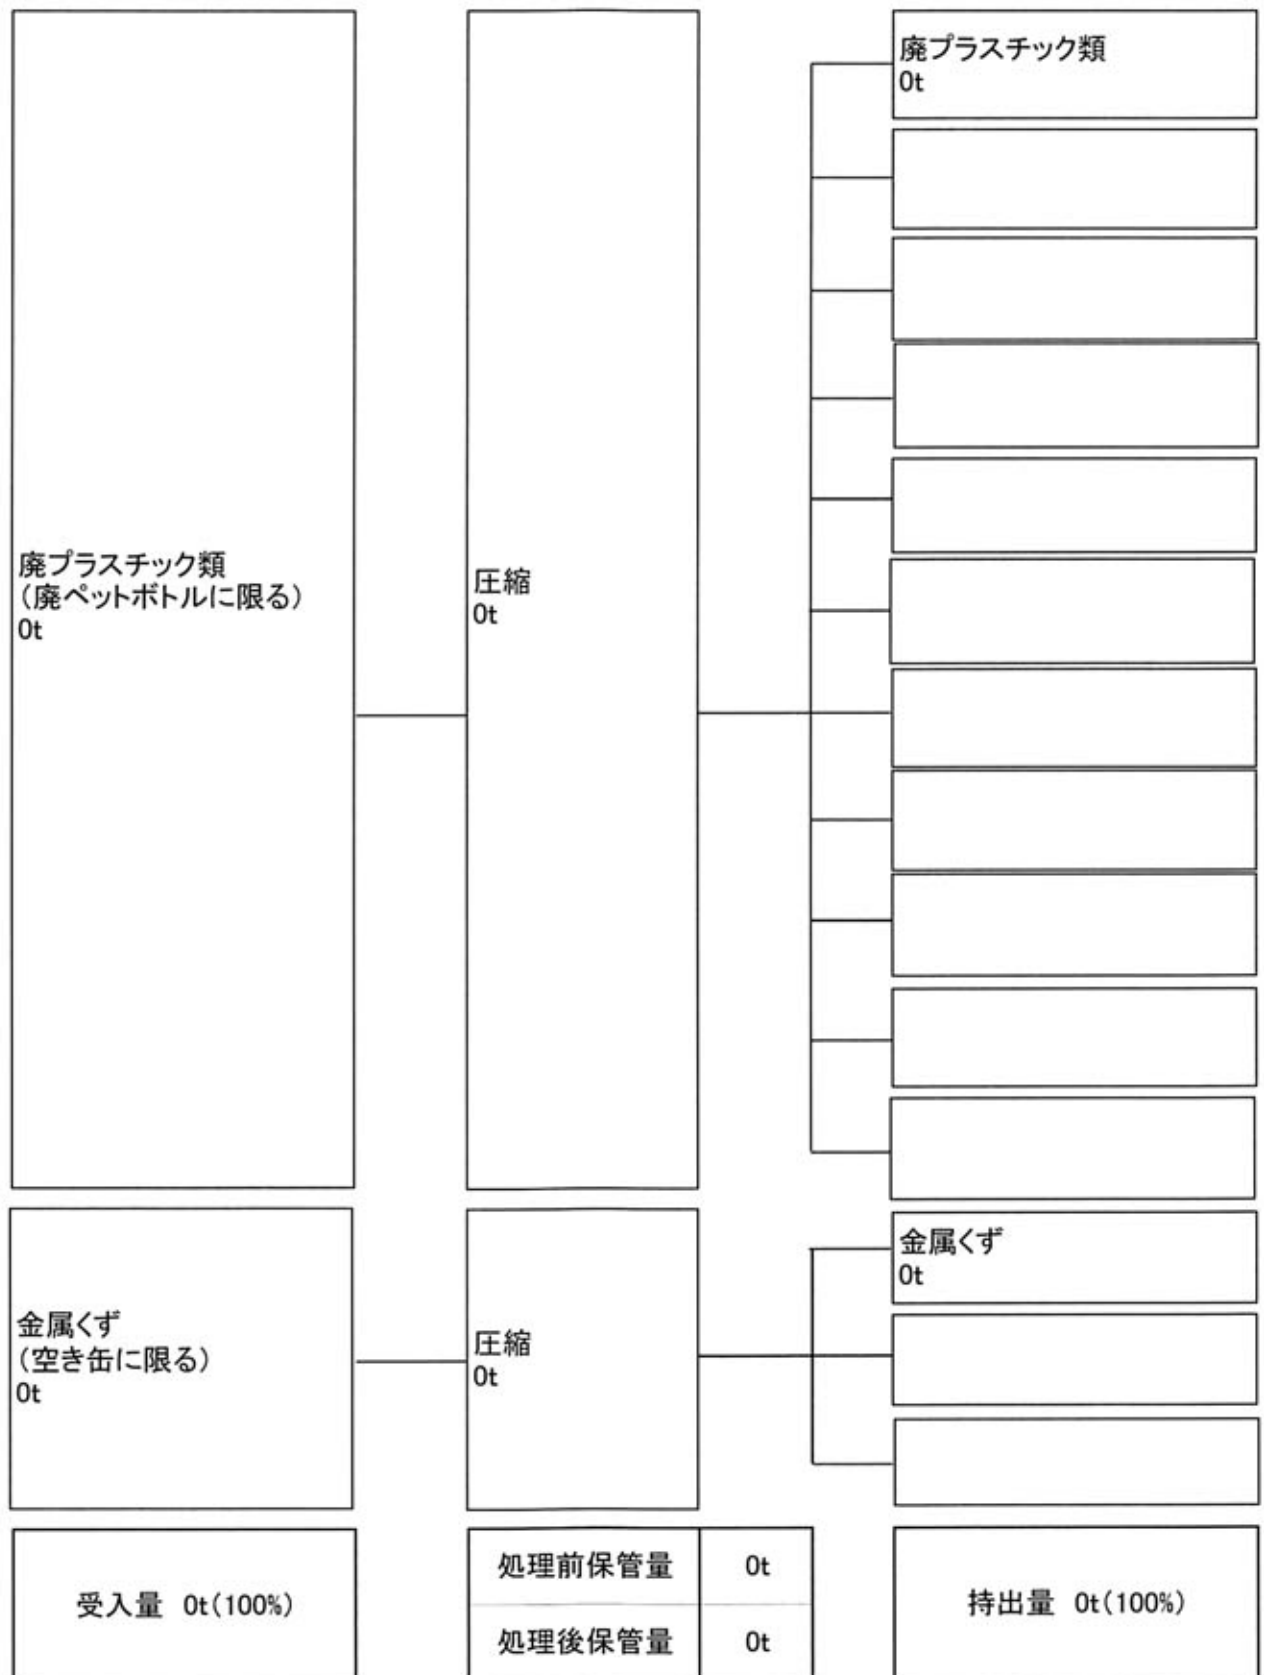 廃プラスチック類
(廃ペットボトルに限る)
0t
圧縮
0t
廃プラスチック類
0t
金属くず
(空き缶に限る)
0t
圧縮
0t
金属くず
0t
受入量 0t(100%)
処理前保管量 0t
処理後保管量 0t
持出量 0t(100%)